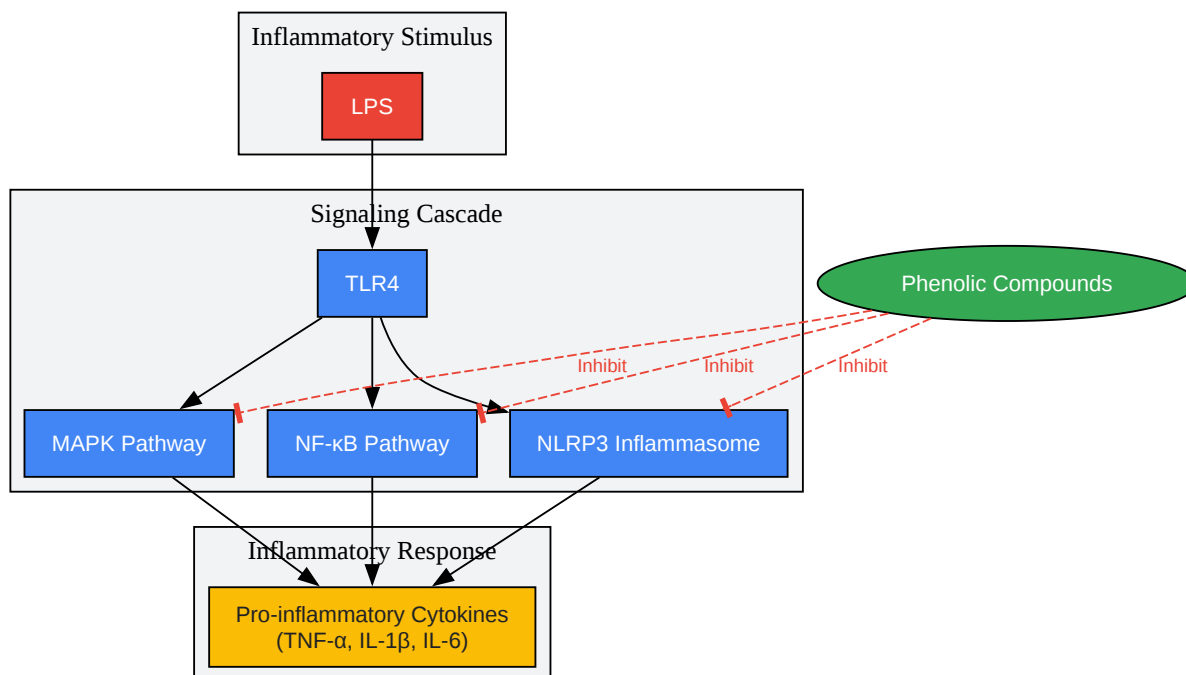 Inflammatory Stimulus
LPS
Signaling Cascade
TLR4
Phenolic Compounds
Inhibit
Inhibit
Inhibit
MAPK Pathway
NF-κB Pathway
NLRP3 Inflammasome
Inflammatory Response
Pro-inflammatory Cytokines
(TNF-α, IL-1β, IL-6)